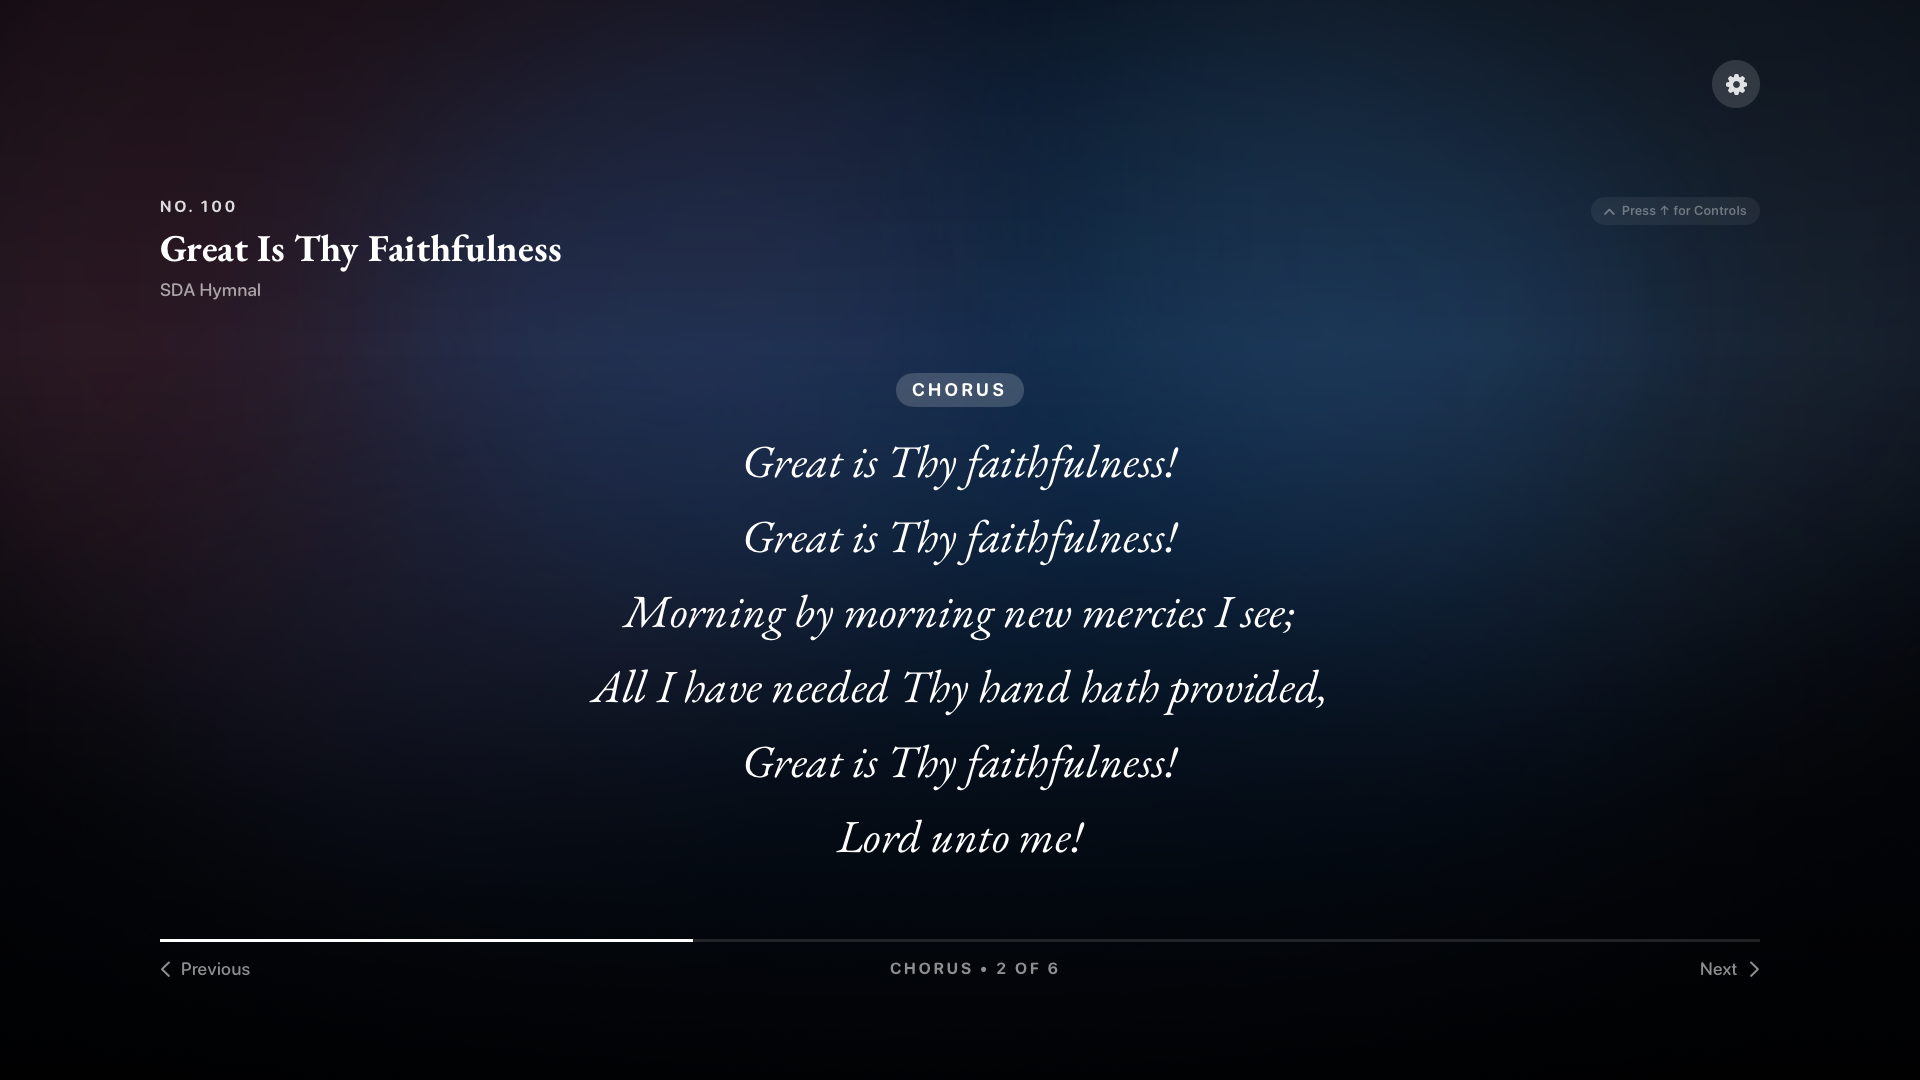 NO. 100
Great Is Thy Faithfulness
SDA Hymnal
Press ↑ for Controls
CHORUS
Great is Thy faithfulness!
Great is Thy faithfulness!
Morning by morning new mercies I see;
All I have needed Thy hand hath provided,
Great is Thy faithfulness!
Lord unto me!
Previous
CHORUS • 2 OF 6
Next